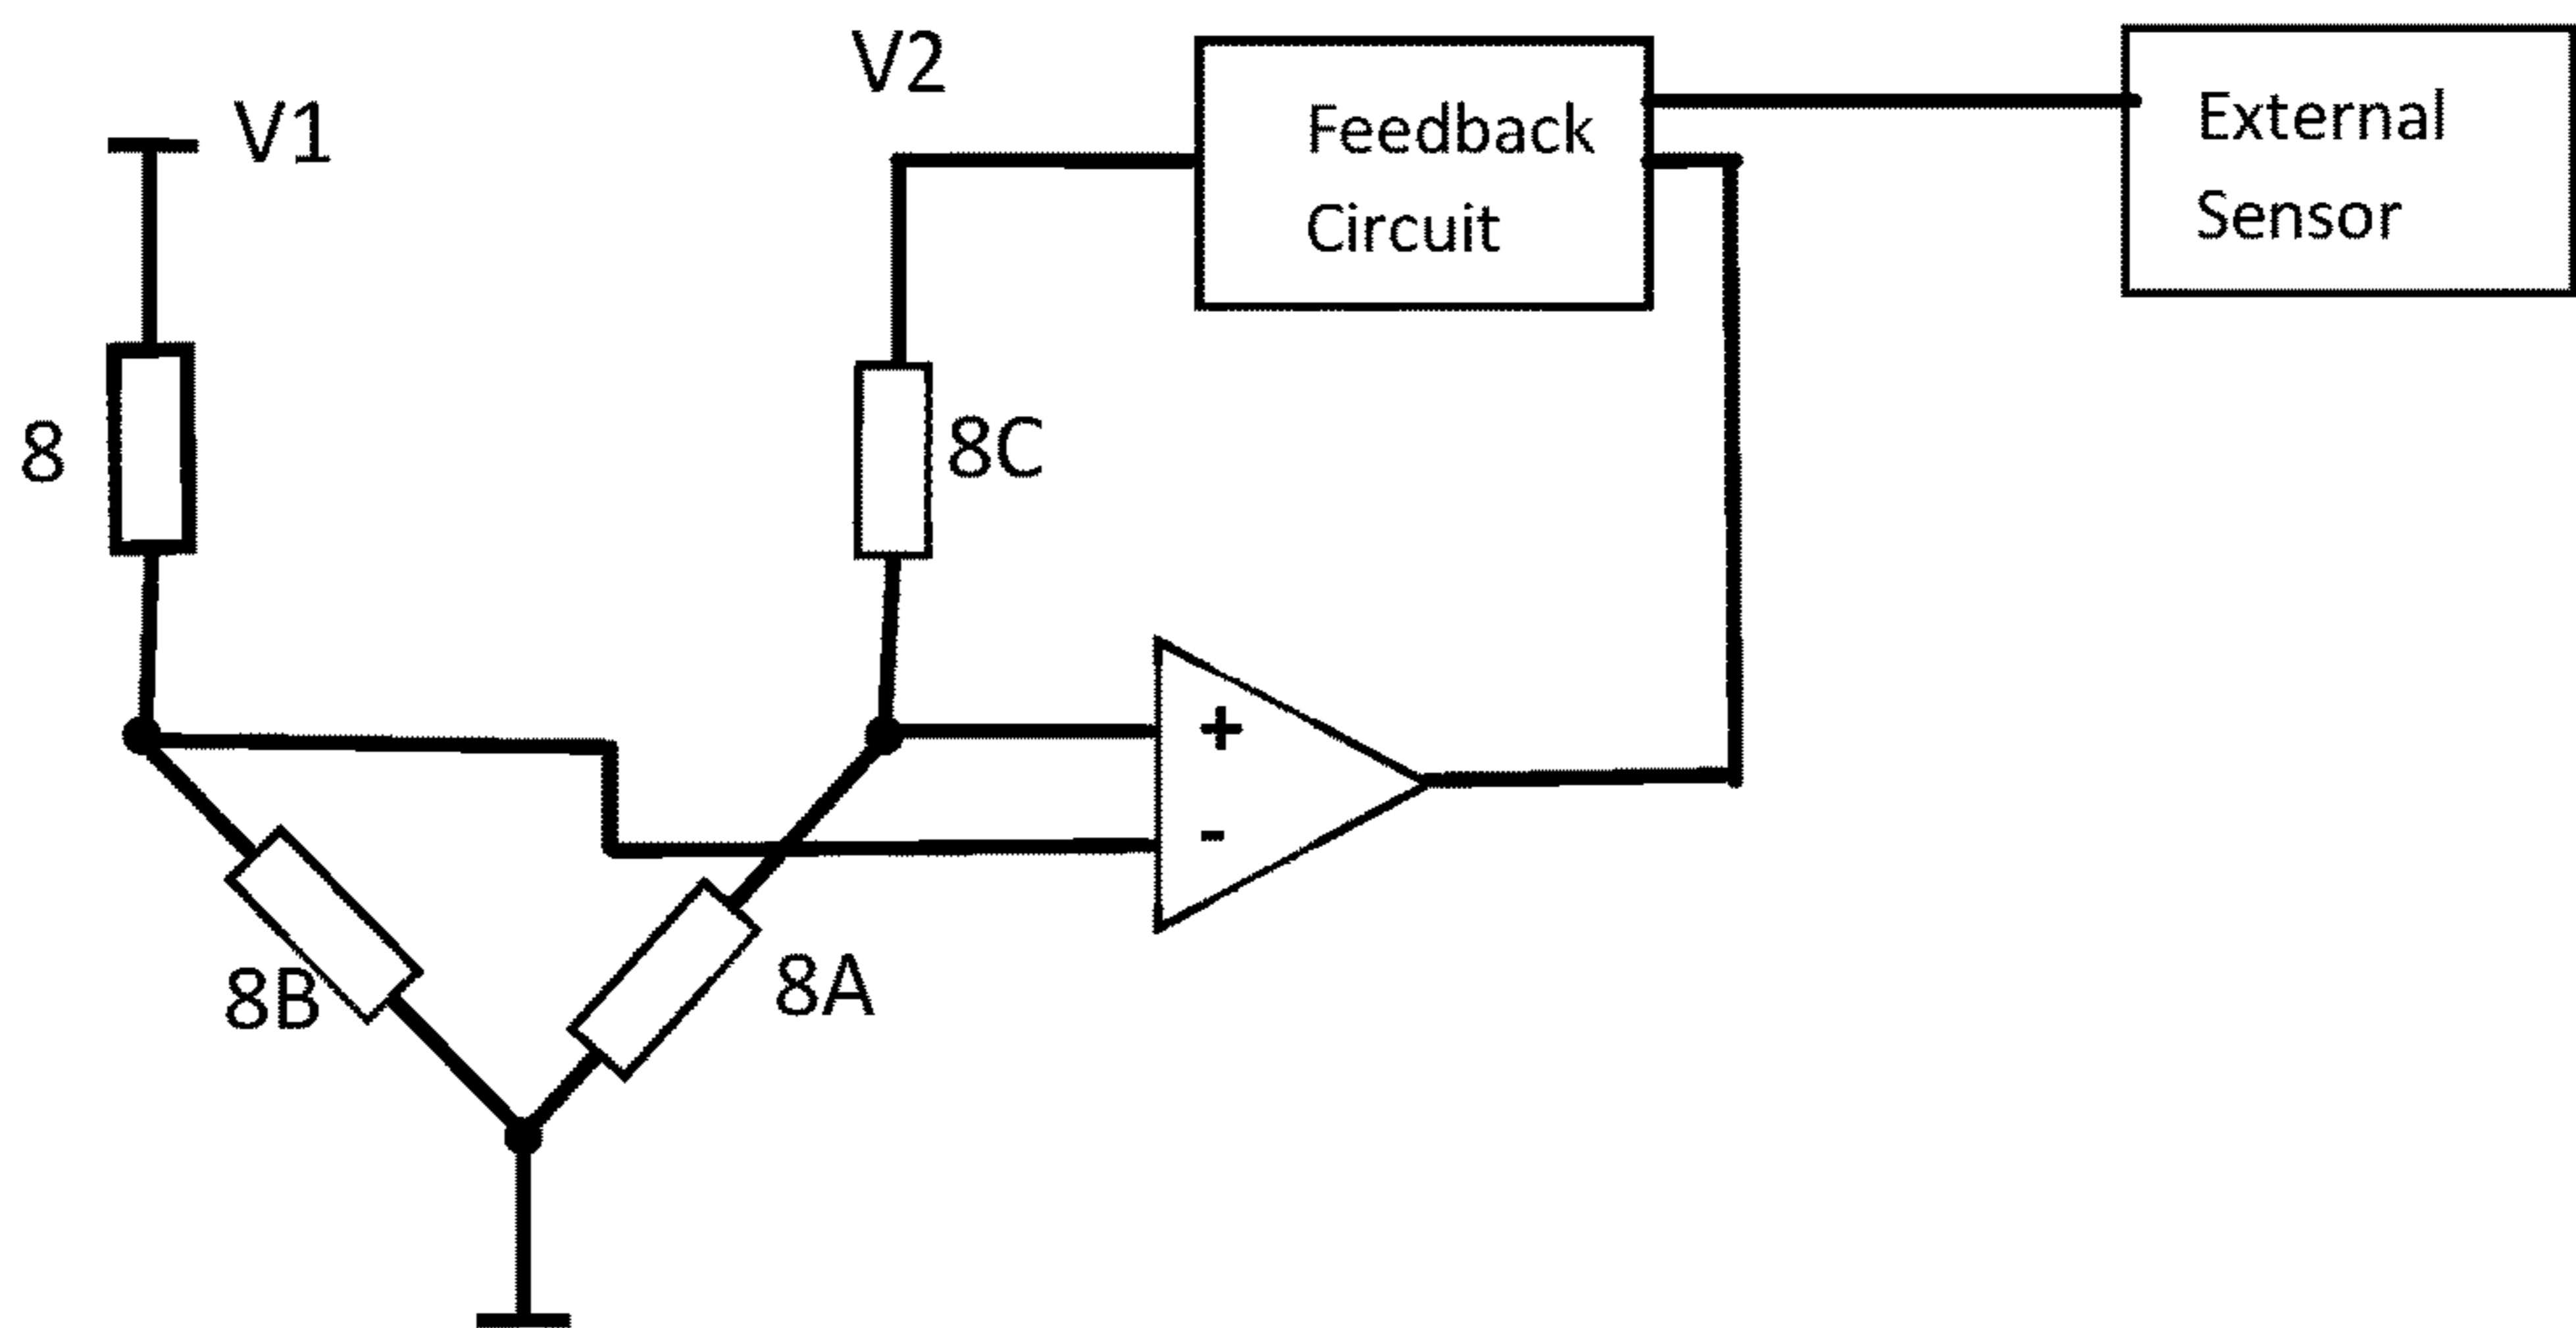 V1
V2
Feedback
Circuit
External
Sensor
8
8C
+
-
8B
8A